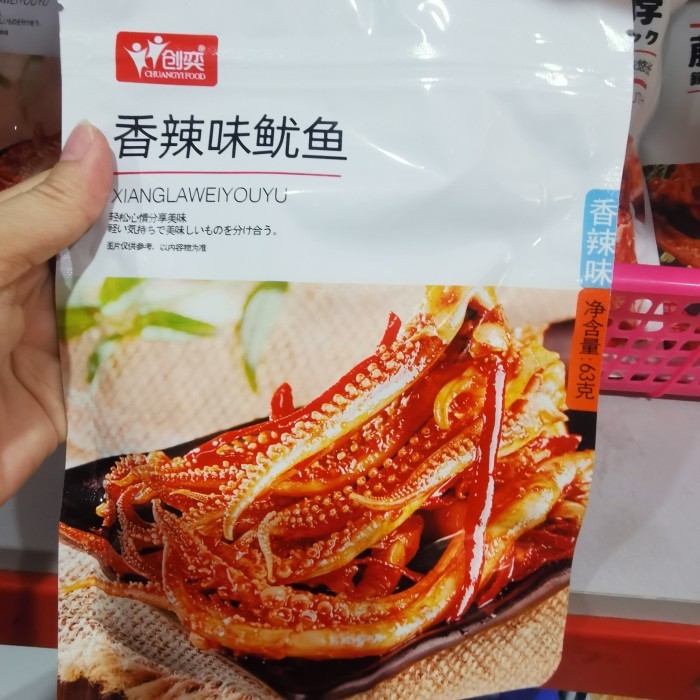 创奕®
CHUANGYI FOOD
香辣味鱿鱼
XIANGLAWEIYOUYU
轻松心情分享美味
軽い気持ちで美味しいものを分け合う。
图片仅供参考，以内容物为准
香辣味
净含量:63克